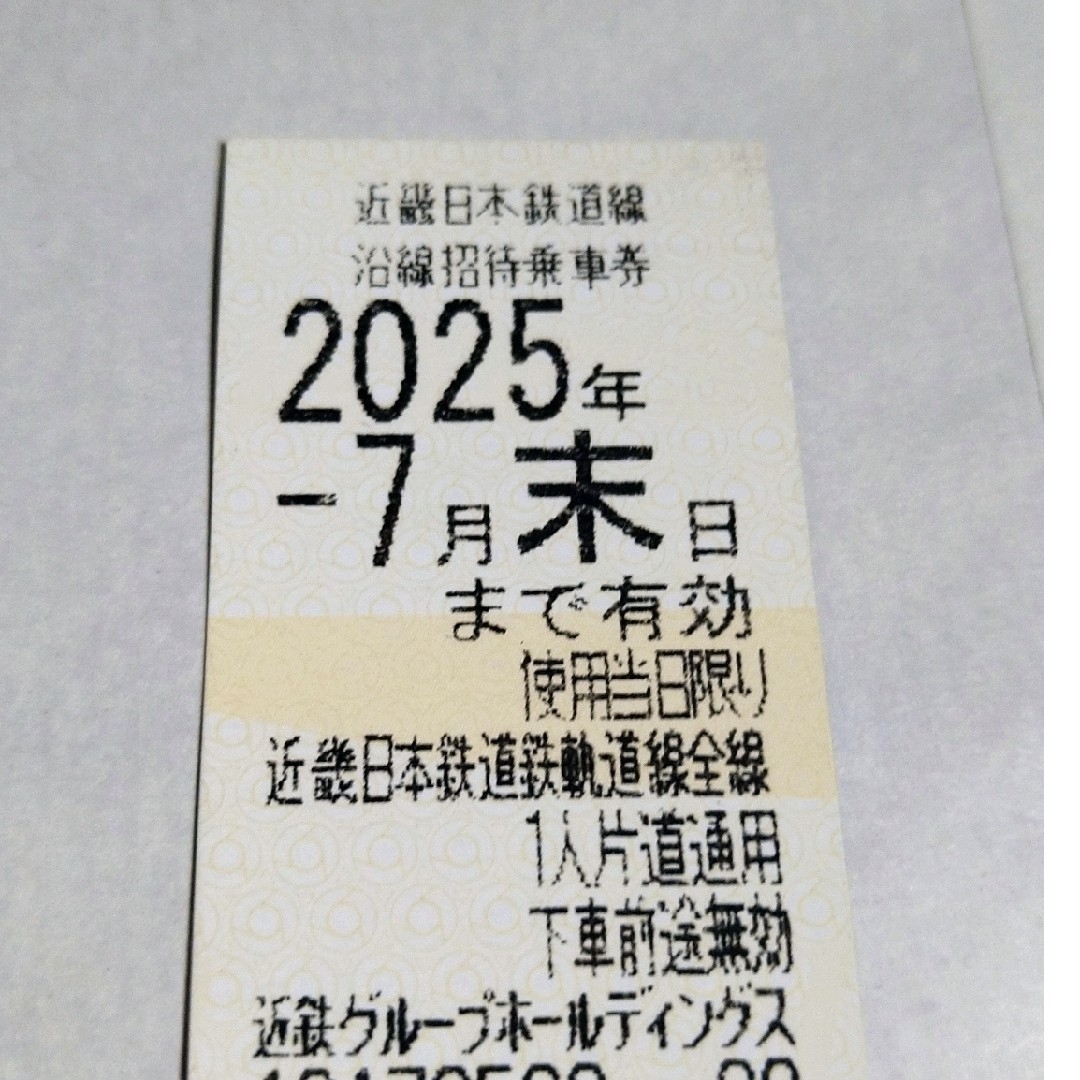 近畿日本鉄道線
沿線招待乗車券
2025年
-7月末日
まで有効
使用当日限り
近畿日本鉄道鉄軌道線全線
1人片道通用
下車前途無効
近鉄グループホールディングス